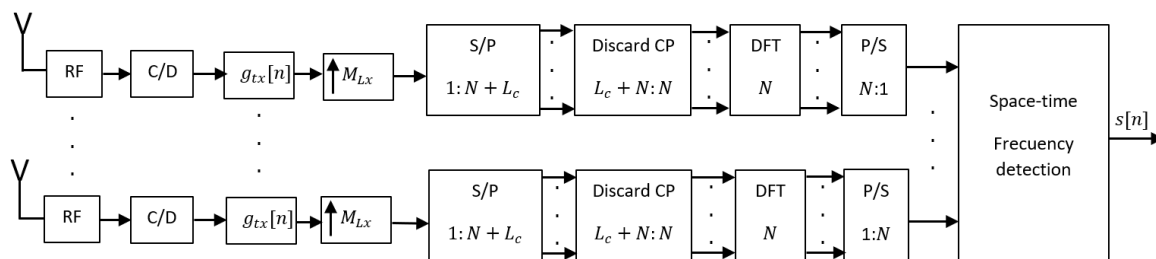 S/P Discard CP DFT P/S
RF C/D g_tx[n] ↑ M_Lx 1: N + L_c L_c + N: N N N:1
Space-time
s[n]
Frecuency
detection
S/P Discard CP DFT P/S
RF C/D g_tx[n] ↑ M_Lx 1: N + L_c L_c + N: N N 1:N